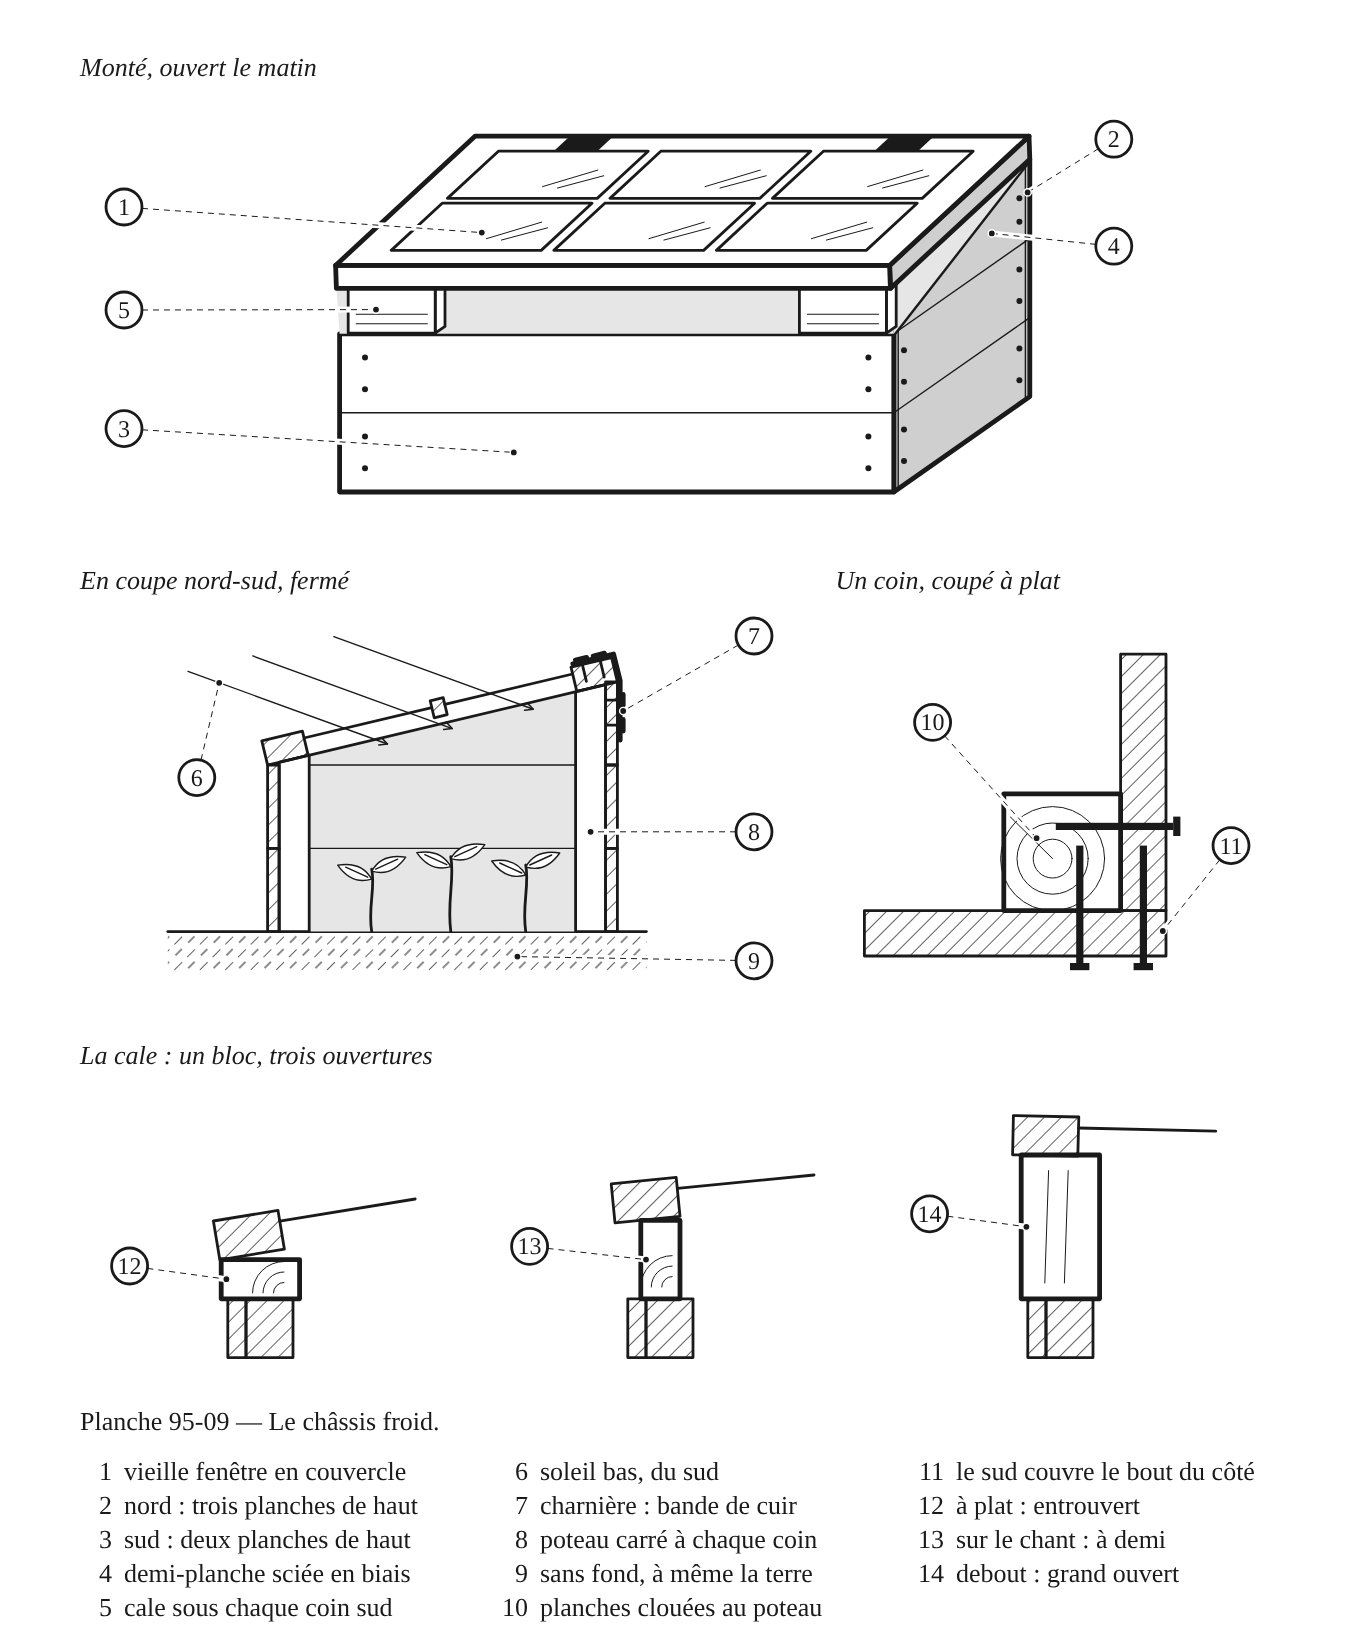 Monté, ouvert le matin
2
1
4
5
3
En coupe nord-sud, fermé
Un coin, coupé à plat
7
10
6
8
11
9
La cale : un bloc, trois ouvertures
14
13
12
Planche 95-09 — Le châssis froid.
1 vieille fenêtre en couvercle
2 nord : trois planches de haut
3 sud : deux planches de haut
4 demi-planche sciée en biais
5 cale sous chaque coin sud
6 soleil bas, du sud
7 charnière : bande de cuir
8 poteau carré à chaque coin
9 sans fond, à même la terre
10 planches clouées au poteau
11 le sud couvre le bout du côté
12 à plat : entrouvert
13 sur le chant : à demi
14 debout : grand ouvert